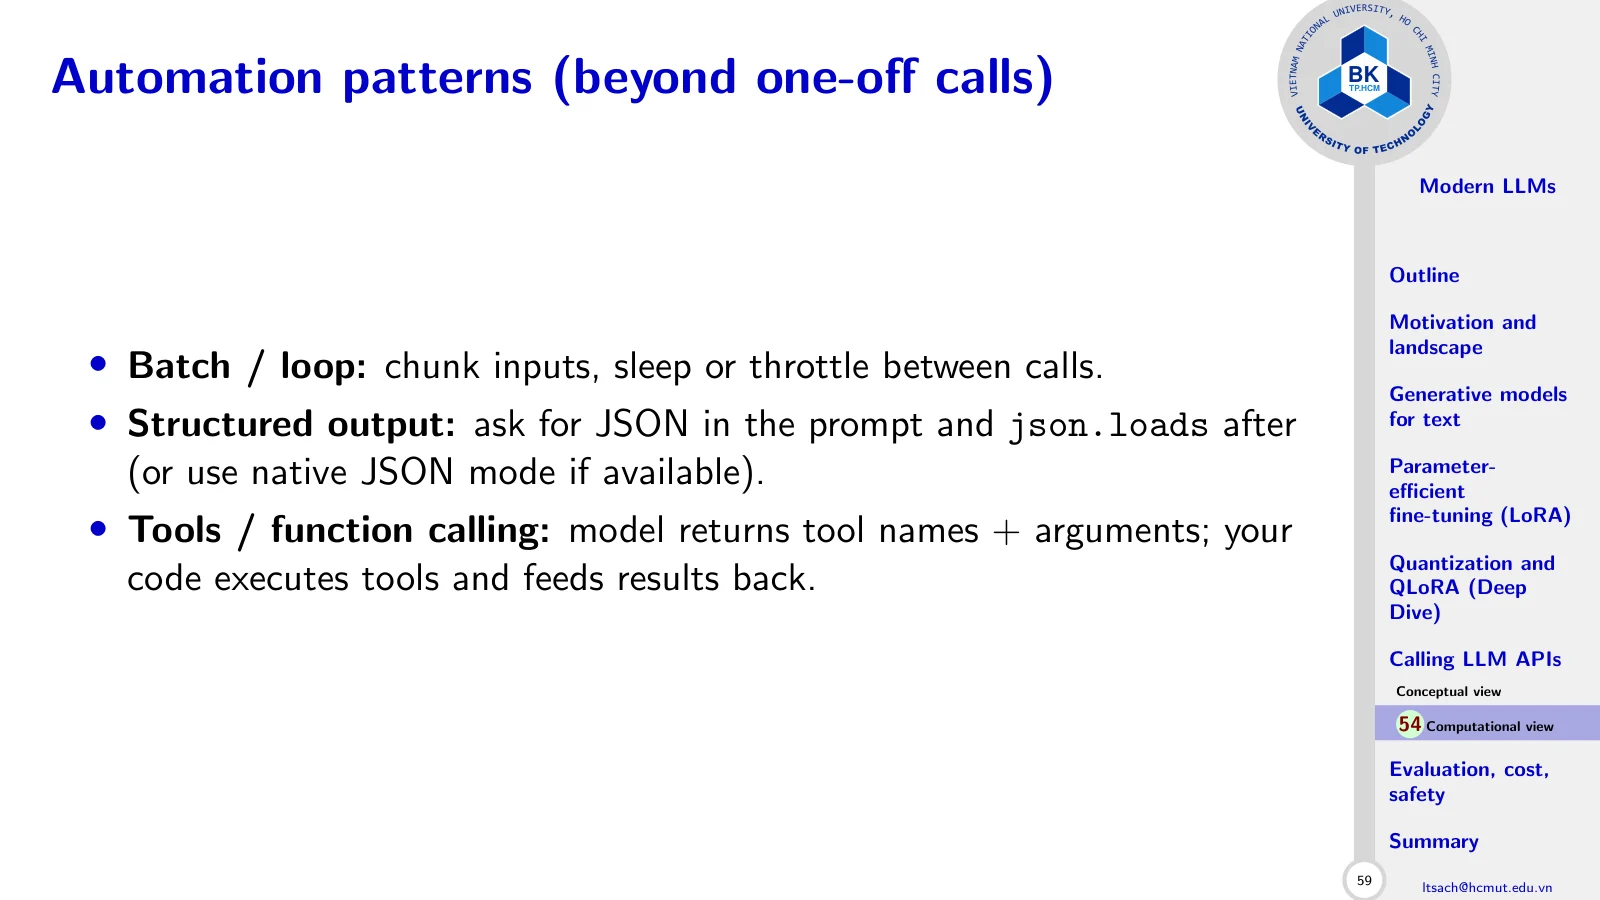 Automation patterns (beyond one-off calls)
• Batch / loop: chunk inputs, sleep or throttle between calls.
• Structured output: ask for JSON in the prompt and json.loads after
(or use native JSON mode if available).
• Tools / function calling: model returns tool names + arguments; your
code executes tools and feeds results back.
VIETNAM NATIONAL UNIVERSITY, HO CHI MINH CITY
BK
TP.HCM
UNIVERSITY OF TECHNOLOGY
Modern LLMs
Outline
Motivation and
landscape
Generative models
for text
Parameter-
efficient
fine-tuning (LoRA)
Quantization and
QLoRA (Deep
Dive)
Calling LLM APIs
Conceptual view
54 Computational view
Evaluation, cost,
safety
Summary
59
ltsach@hcmut.edu.vn